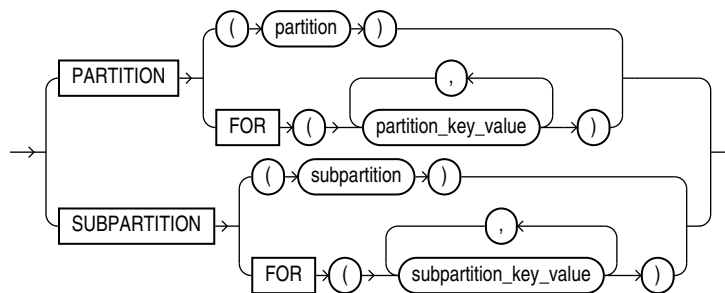 ( partition )
PARTITION
,
FOR ( partition_key_value )
( subpartition )
SUBPARTITION
,
FOR ( subpartition_key_value )